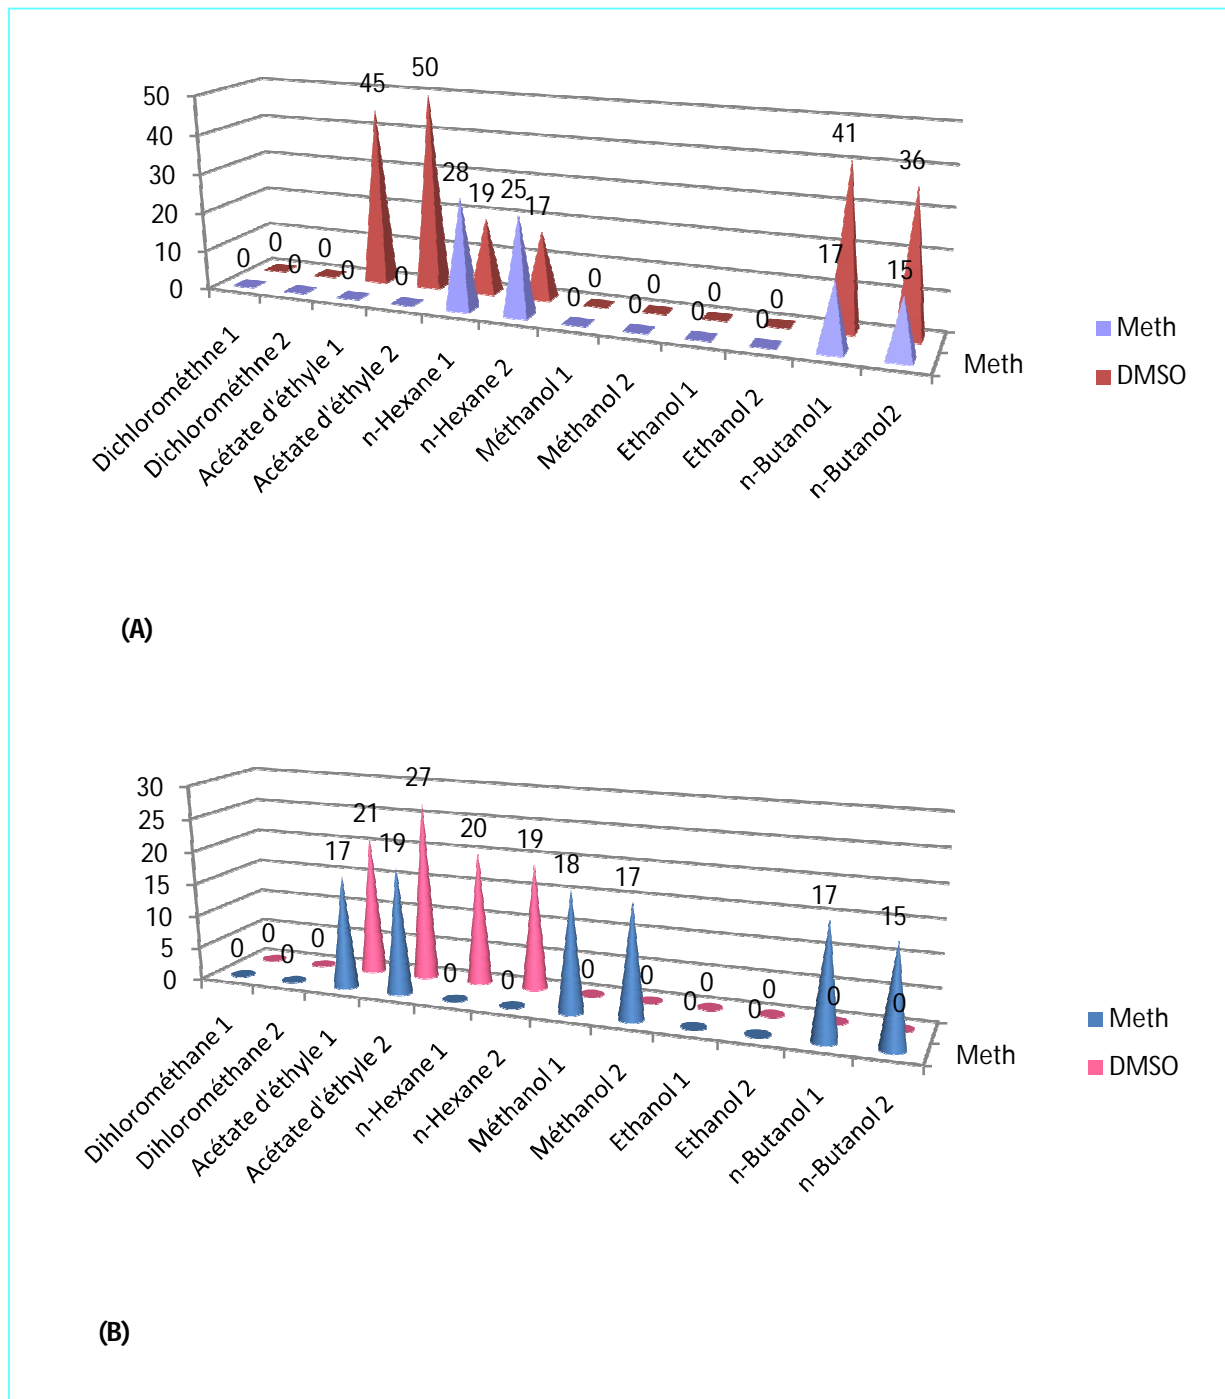 45 50
50
41
40
36
28
30
19 25 17
20
17
15
10
0 0 0 0 0 0
0
0 0 0 0
0 0 0 0
Meth
DMSO
Meth
Dichlorométhne 1
Dichlorométhne 2
Acétate d'éthyle 1
Acétate d'éthyle 2
n-Hexane 1
n-Hexane 2
Méthanol 1
Méthanol 2
Ethanol 1
Ethanol 2
n-Butanol1
n-Butanol2
(A)
30
27
25
21
20
20
17 19
19
18
17
17
15
15
10
5
0
0 0 0 0
0 0
0 0 0 0 0 0
0 0
Meth
DMSO
Meth
Dihlorométhane 1
Dihlorométhane 2
Acétate d'éthyle 1
Acétate d'éthyle 2
n-Hexane 1
n-Hexane 2
Méthanol 1
Méthanol 2
Ethanol 1
Ethanol 2
n-Butanol 1
n-Butanol 2
(B)